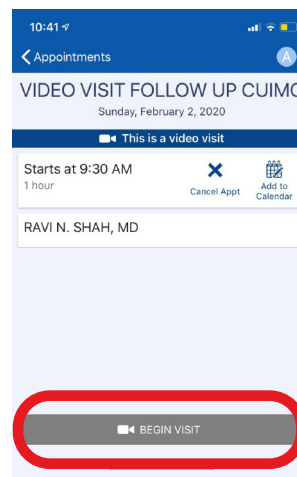 10:41
Appointments
A
VIDEO VISIT FOLLOW UP CUIMC
Sunday, February 2, 2020
This is a video visit
Starts at 9:30 AM
1 hour
Cancel Appt
Add to
Calendar
RAVI N. SHAH, MD
BEGIN VISIT